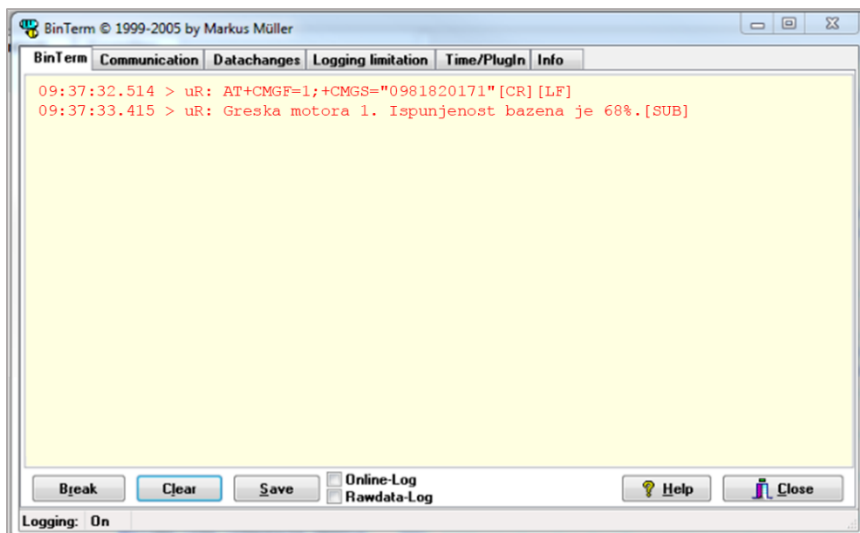 BinTerm © 1999-2005 by Markus Müller
BinTerm Communication Datachanges Logging limitation Time/PlugIn Info
09:37:32.514 > uR: AT+CMGF=1;+CMGS="0981820171"[CR][LF]
09:37:33.415 > uR: Greska motora 1. Ispunjenost bazena je 68%.[SUB]
Break Clear Save Online-Log Help Close
Rawdata-Log
Logging: On